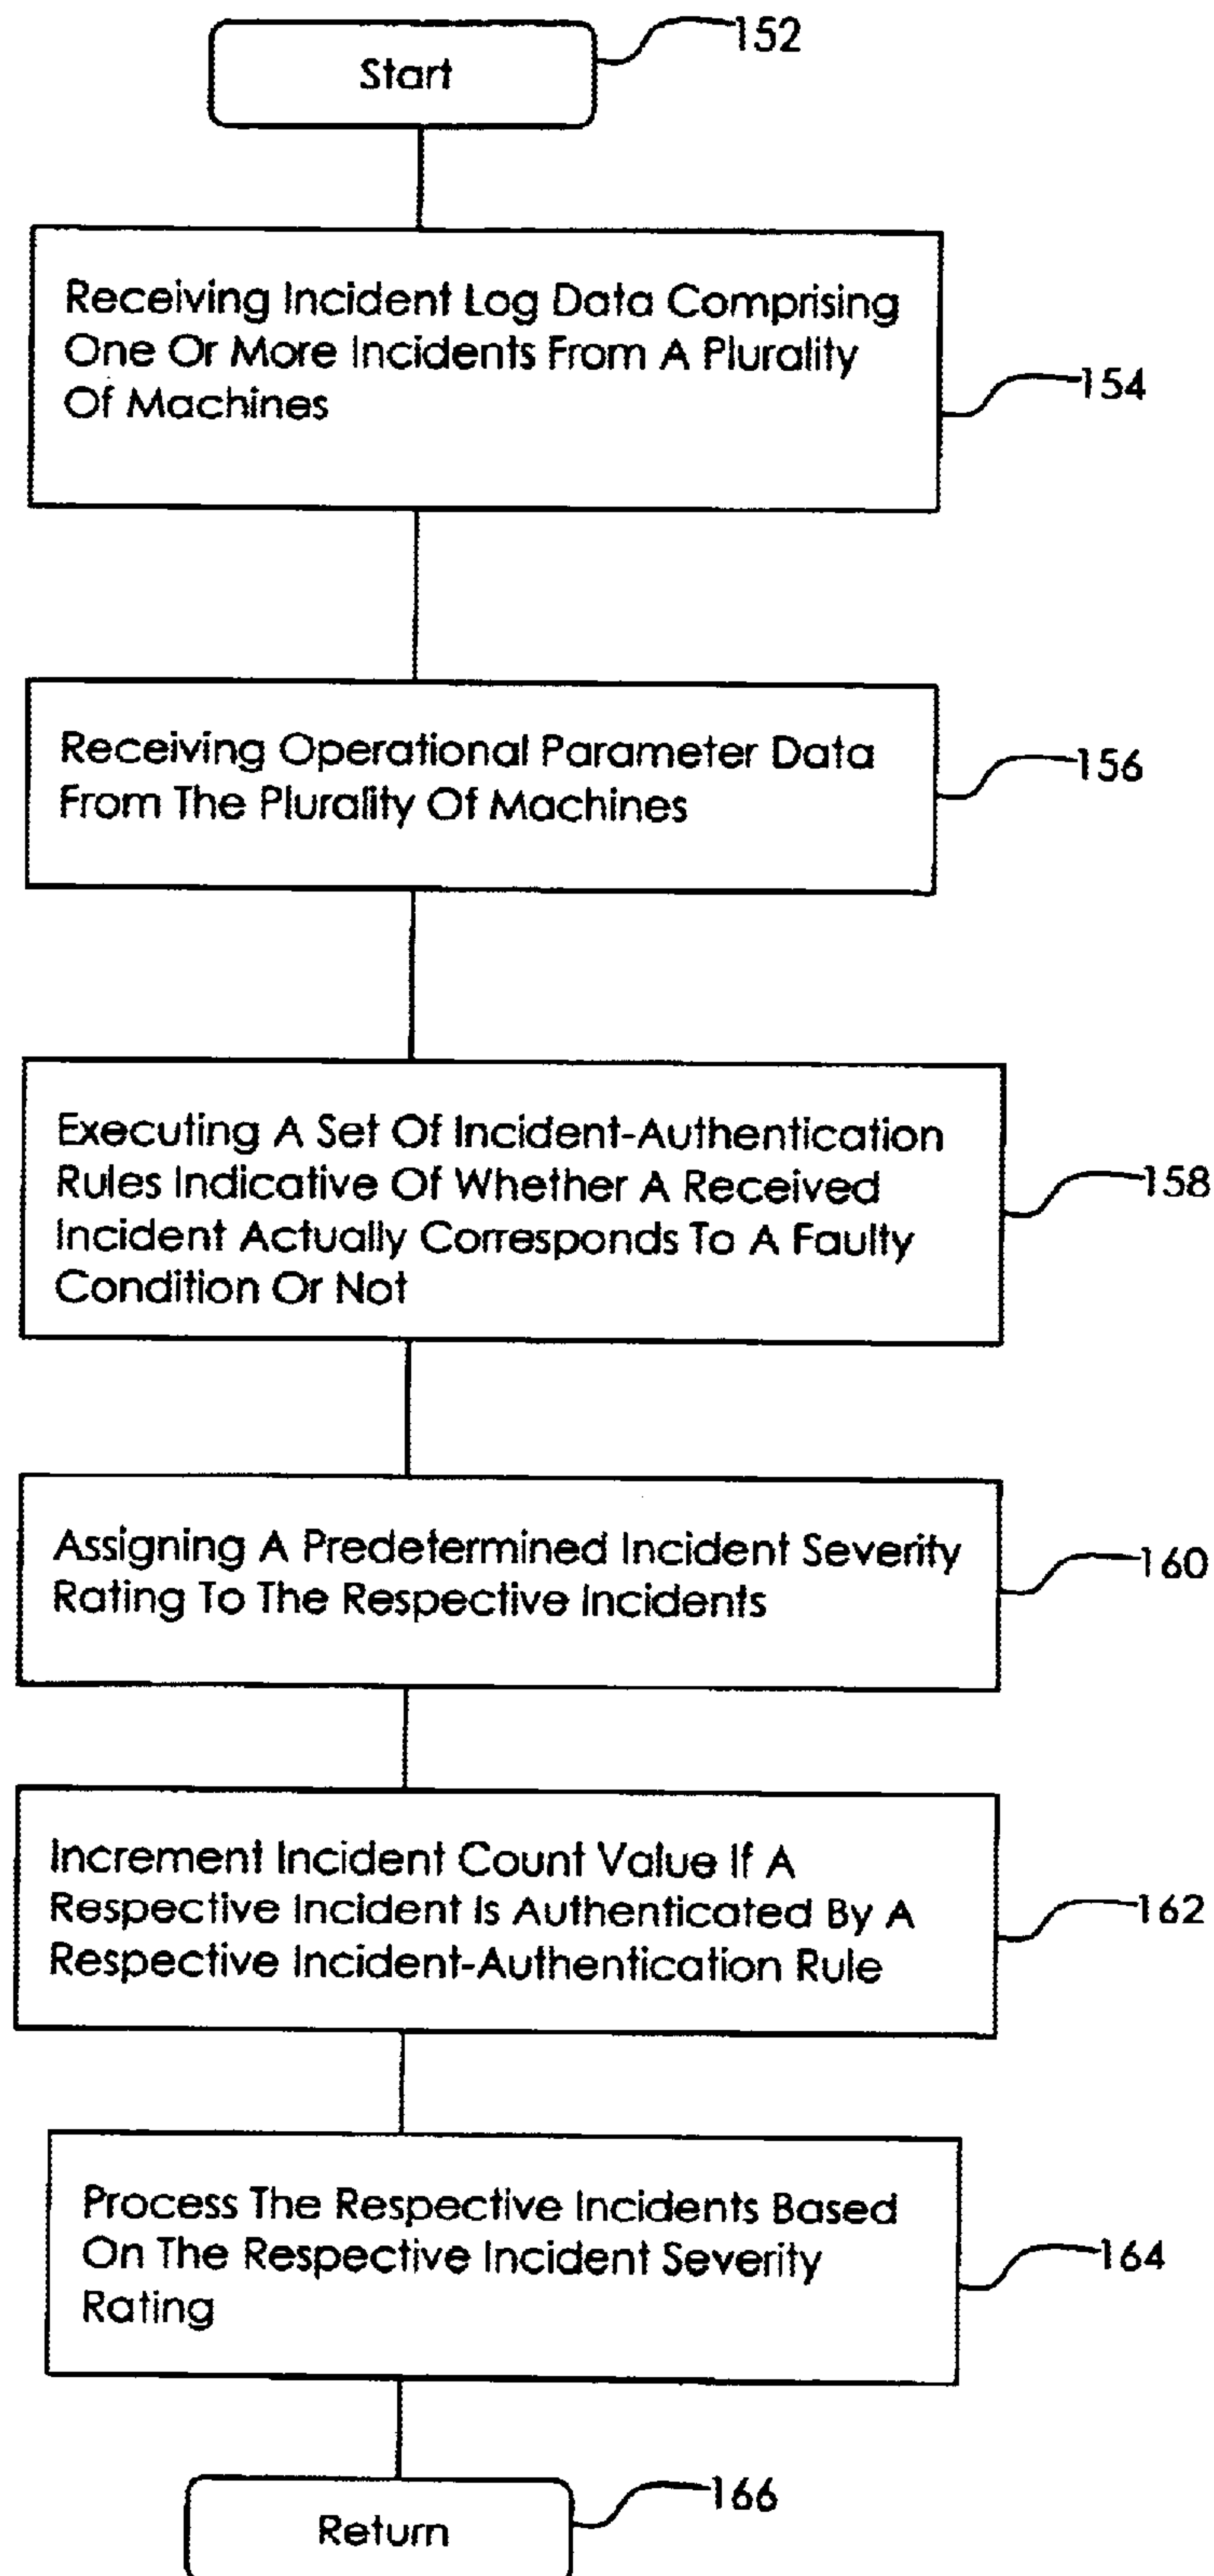 Start
152
Receiving Incident Log Data Comprising
One Or More Incidents From A Plurality
Of Machines
154
Receiving Operational Parameter Data
From The Plurality Of Machines
156
Executing A Set Of Incident-Authentication
Rules Indicative Of Whether A Received
Incident Actually Corresponds To A Faulty
Condition Or Not
158
Assigning A Predetermined Incident Severity
Rating To The Respective Incidents
160
Increment Incident Count Value If A
Respective Incident Is Authenticated By A
Respective Incident-Authentication Rule
162
Process The Respective Incidents Based
On The Respective Incident Severity
Rating
164
Return
166